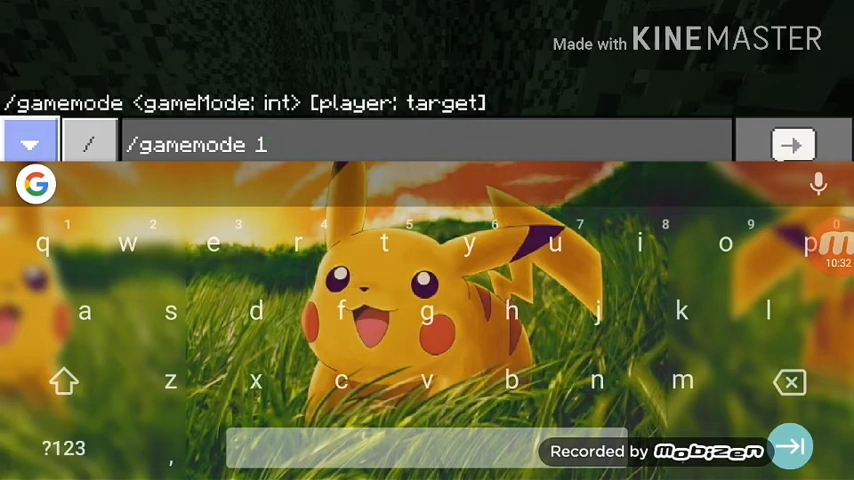 Made with KINEMASTER
/gamemode <gameMode: int> [player: target]
/ /gamemode 1
G
1 2 3 4 5 6 7 8 9 0
q w e r t y u i o p
10:32
a s d f g h j k l
z x c v b n m
?123 , Recorded by mobizen